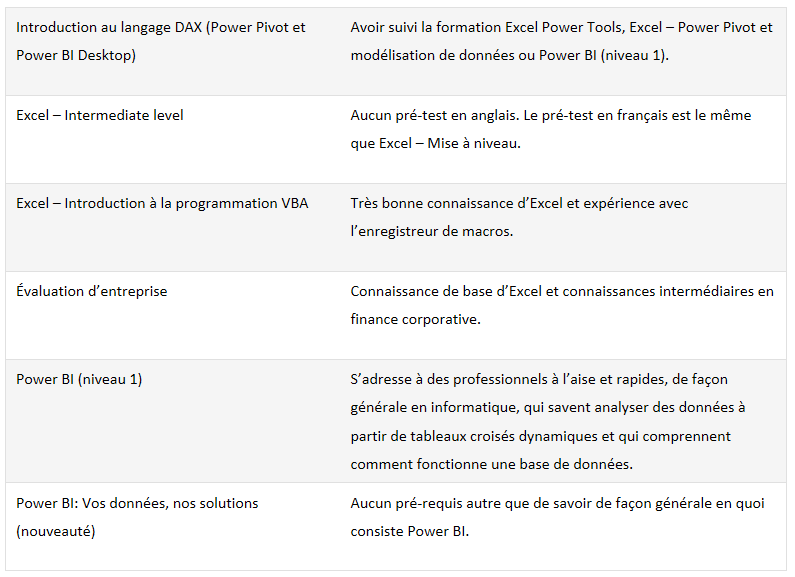 Introduction au langage DAX (Power Pivot et
Power BI Desktop)
Avoir suivi la formation Excel Power Tools, Excel – Power Pivot et
modélisation de données ou Power BI (niveau 1).
Excel – Intermediate level
Aucun pré-test en anglais. Le pré-test en français est le même
que Excel – Mise à niveau.
Excel – Introduction à la programmation VBA
Très bonne connaissance d’Excel et expérience avec
l’enregistreur de macros.
Évaluation d’entreprise
Connaissance de base d’Excel et connaissances intermédiaires en
finance corporative.
Power BI (niveau 1)
S’adresse à des professionnels à l’aise et rapides, de façon
générale en informatique, qui savent analyser des données à
partir de tableaux croisés dynamiques et qui comprennent
comment fonctionne une base de données.
Power BI: Vos données, nos solutions
(nouveauté)
Aucun pré-requis autre que de savoir de façon générale en quoi
consiste Power BI.